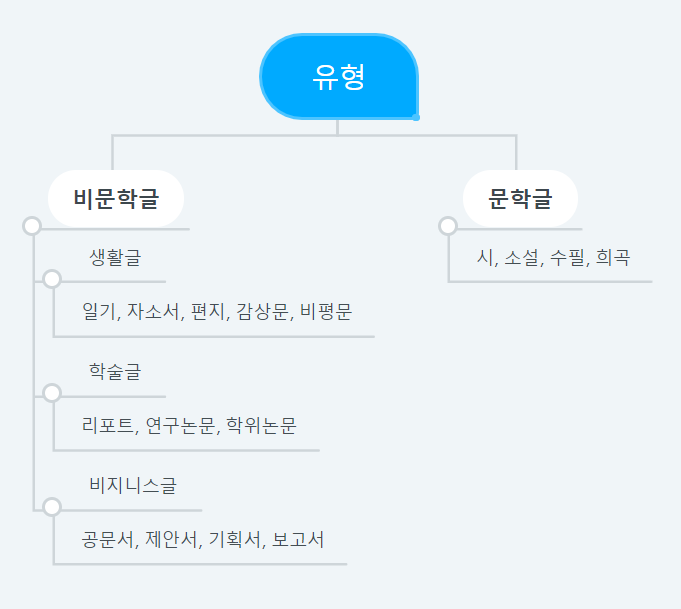 유형
비문학글
문학글
생활글
시, 소설, 수필, 희곡
일기, 자소서, 편지, 감상문, 비평문
학술글
리포트, 연구논문, 학위논문
비지니스글
공문서, 제안서, 기획서, 보고서